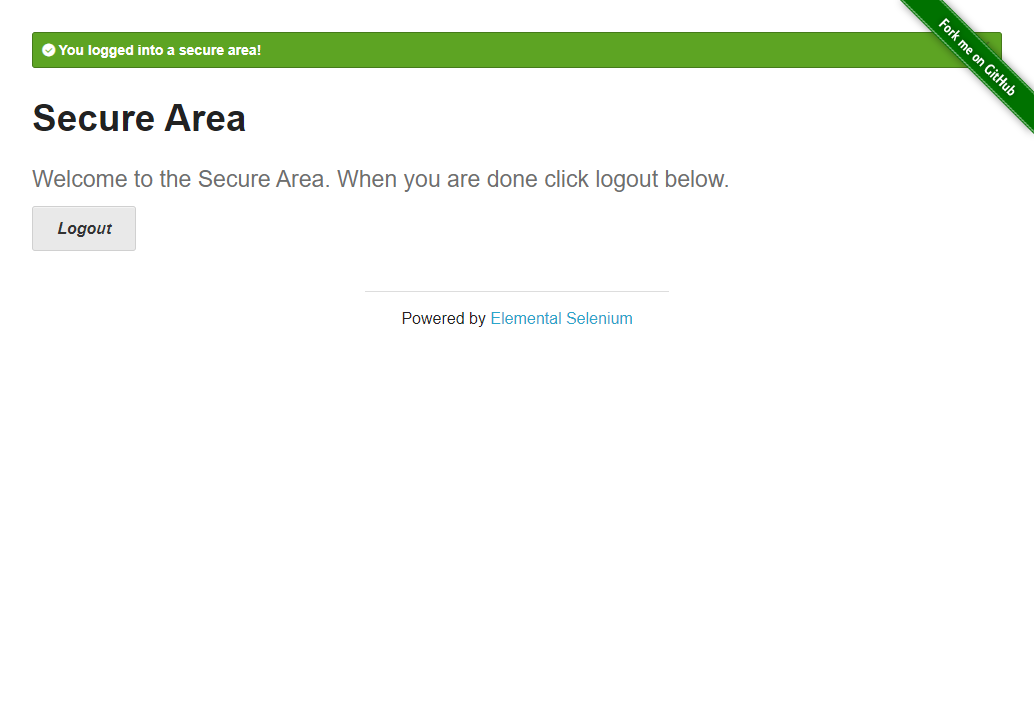 You logged into a secure area!
Fork me on GitHub
Secure Area
Welcome to the Secure Area. When you are done click logout below.
Logout
Powered by Elemental Selenium